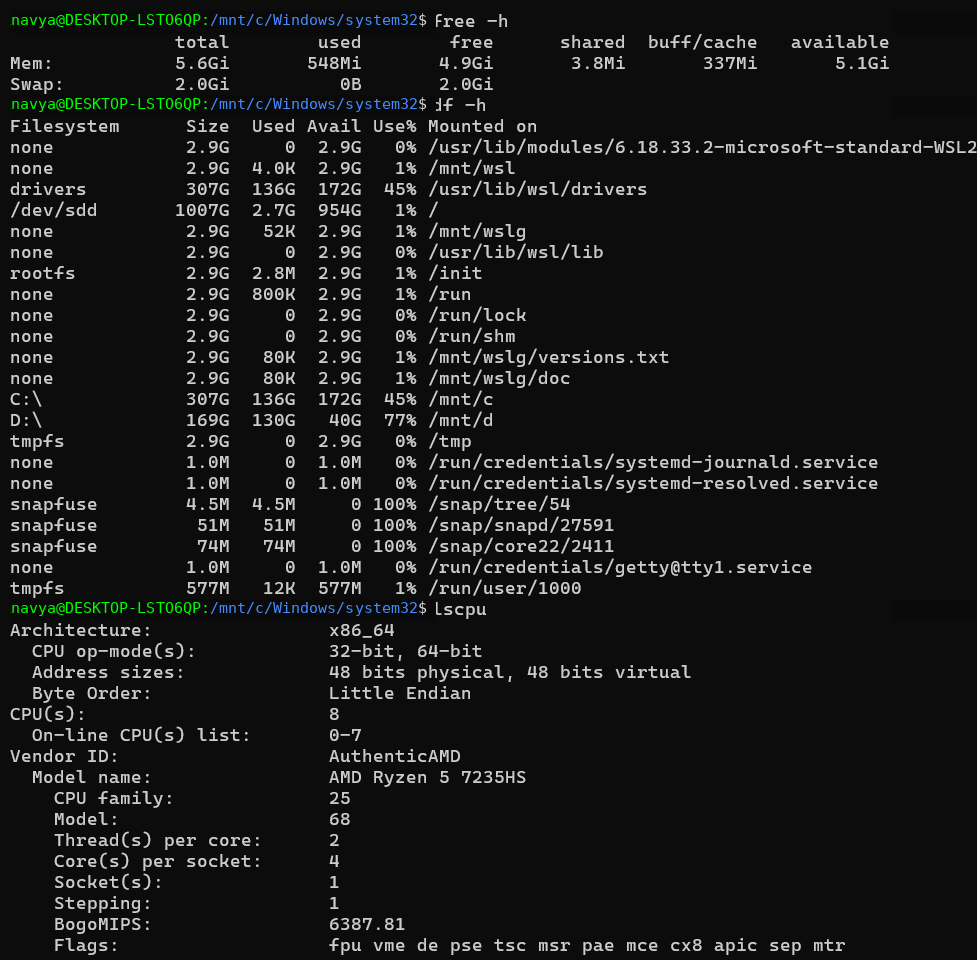 navya@DESKTOP-LSTO6QP:/mnt/c/Windows/system32$ free -h
               total        used        free      shared  buff/cache   available
Mem:           5.6Gi       548Mi       4.9Gi       3.8Mi       337Mi       5.1Gi
Swap:          2.0Gi          0B       2.0Gi
navya@DESKTOP-LSTO6QP:/mnt/c/Windows/system32$ df -h
Filesystem      Size  Used Avail Use% Mounted on
none            2.9G     0  2.9G   0% /usr/lib/modules/6.18.33.2-microsoft-standard-WSL2
none            2.9G  4.0K  2.9G   1% /mnt/wsl
drivers         307G  136G  172G  45% /usr/lib/wsl/drivers
/dev/sdd       1007G  2.7G  954G   1% /
none            2.9G   52K  2.9G   1% /mnt/wslg
none            2.9G     0  2.9G   0% /usr/lib/wsl/lib
rootfs          2.9G  2.8M  2.9G   1% /init
none            2.9G  800K  2.9G   1% /run
none            2.9G     0  2.9G   0% /run/lock
none            2.9G     0  2.9G   0% /run/shm
none            2.9G   80K  2.9G   1% /mnt/wslg/versions.txt
none            2.9G   80K  2.9G   1% /mnt/wslg/doc
C:\             307G  136G  172G  45% /mnt/c
D:\             169G  130G   40G  77% /mnt/d
tmpfs           2.9G     0  2.9G   0% /tmp
none            1.0M     0  1.0M   0% /run/credentials/systemd-journald.service
none            1.0M     0  1.0M   0% /run/credentials/systemd-resolved.service
snapfuse        4.5M  4.5M     0 100% /snap/tree/54
snapfuse         51M   51M     0 100% /snap/snapd/27591
snapfuse         74M   74M     0 100% /snap/core22/2411
none            1.0M     0  1.0M   0% /run/credentials/getty@tty1.service
tmpfs           577M   12K  577M   1% /run/user/1000
navya@DESKTOP-LSTO6QP:/mnt/c/Windows/system32$ lscpu
Architecture:                x86_64
  CPU op-mode(s):            32-bit, 64-bit
  Address sizes:             48 bits physical, 48 bits virtual
  Byte Order:                Little Endian
CPU(s):                      8
  On-line CPU(s) list:       0-7
Vendor ID:                   AuthenticAMD
  Model name:                AMD Ryzen 5 7235HS
    CPU family:              25
    Model:                   68
    Thread(s) per core:      2
    Core(s) per socket:      4
    Socket(s):               1
    Stepping:                1
    BogoMIPS:                6387.81
    Flags:                   fpu vme de pse tsc msr pae mce cx8 apic sep mtr